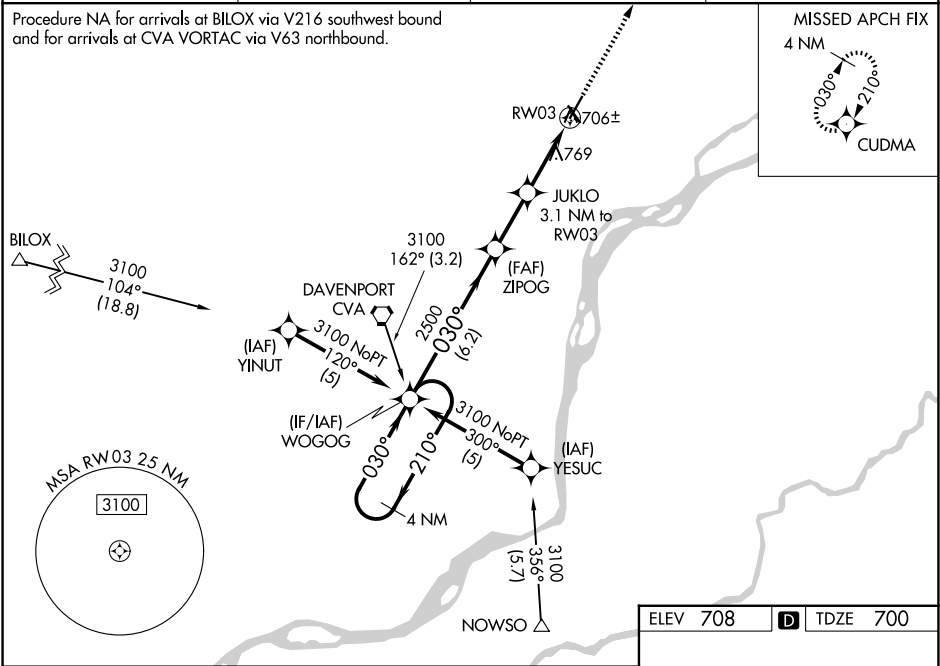 Procedure NA for arrivals at BILOX via V216 southwest bound
and for arrivals at CVA VORTAC via V63 northbound.
MISSED APCH FIX
4 NM
030°
210°
CUDMA
RW03
706±
769
JUKLO
3.1 NM to
RW03
(FAF)
ZIPOG
BILOX
3100
104°
(18.8)
3100
162° (3.2)
DAVENPORT
CVA
2500
030°
(6.2)
(IAF)
YINUT
3100 NoPT
120°
(5)
(IF/IAF)
WOGOG
3100 NoPT
300°
(5)
(IAF)
YESUC
030°
210°
4 NM
MSA RW03 25 NM
3100
3100
356°
(5.7)
NOWSO
ELEV 708 D TDZE 700